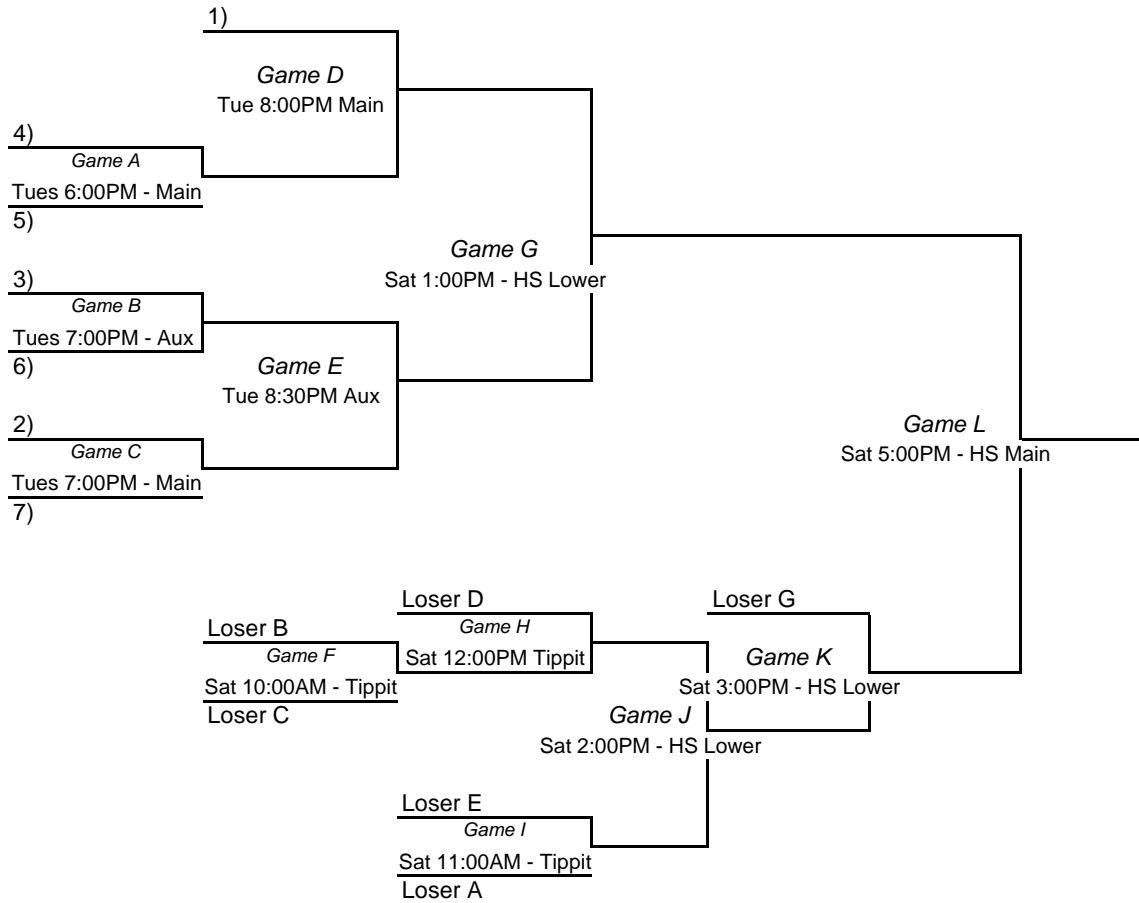 1)
Game D
Tue 8:00PM Main
4)
Game A
Tues 6:00PM - Main
5)
Game G
Sat 1:00PM - HS Lower
3)
Game B
Tues 7:00PM - Aux
6)
Game E
Tue 8:30PM Aux
2)
Game C
Tues 7:00PM - Main
7)
Game L
Sat 5:00PM - HS Main
Loser D
Loser G
Loser B
Game H
Game F
Sat 12:00PM Tippit
Game K
Sat 10:00AM - Tippit
Sat 3:00PM - HS Lower
Loser C
Game J
Sat 2:00PM - HS Lower
Loser E
Game I
Sat 11:00AM - Tippit
Loser A